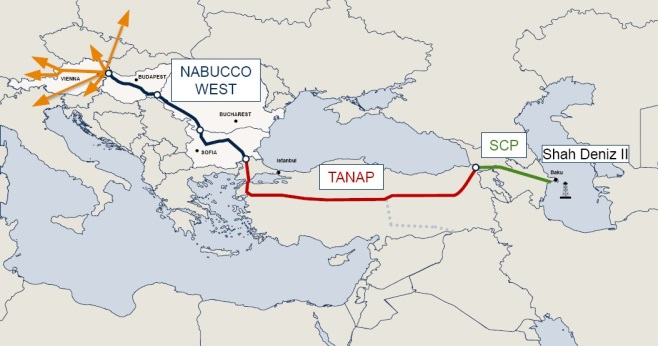 VIENNA
BUDAPEST
NABUCCO
WEST
BUCHAREST
SOFIA
Istanbul
TANAP
SCP
Shah Deniz II
Baku